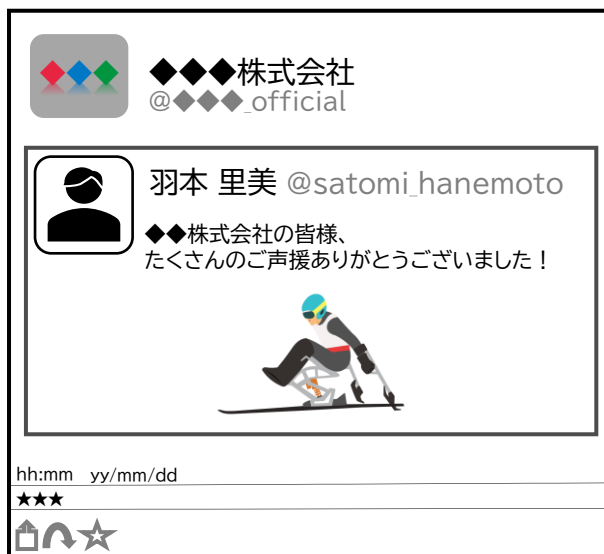 ◆◆◆株式会社
@◆◆◆_official
羽本 里美 @satomi_hanemoto
◆◆株式会社の皆様、
たくさんのご声援ありがとうございました！
hh:mm yy/mm/dd
★★★